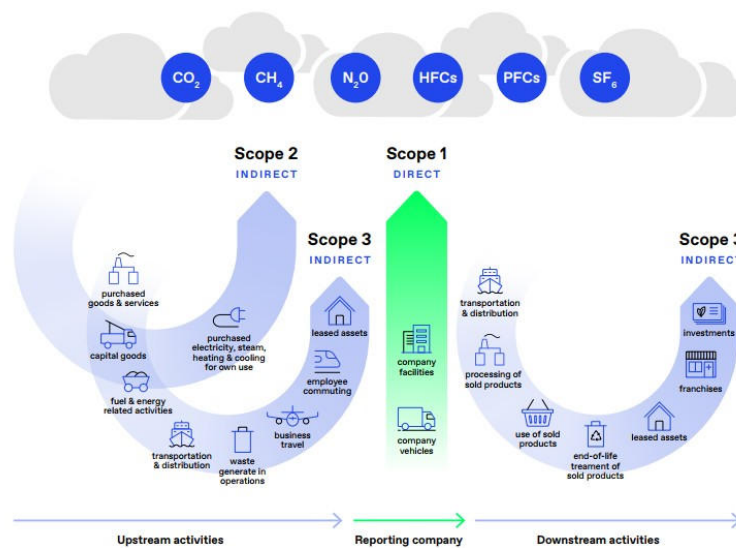 CO2
CH4
N2O
HFCs
PFCs
SF6
Scope 2
INDIRECT
Scope 1
DIRECT
Scope 3
INDIRECT
Scope 3
INDIRECT
purchased
goods & services
capital goods
fuel & energy
related activities
transportation
& distribution
waste
generate in
operations
business
travel
employee
commuting
leased assets
purchased
electricity, steam,
heating & cooling
for own use
company
facilities
company
vehicles
transportation
& distribution
processing of
sold products
use of sold
products
end-of-life
treament of
sold products
leased assets
franchises
investments
Upstream activities
Reporting company
Downstream activities